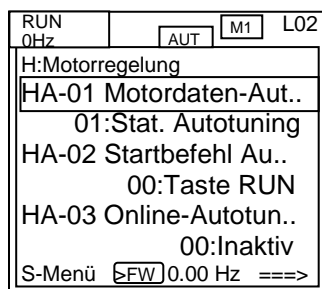 RUN M1 L02
0Hz AUT
H:Motorregelung
HA-01 Motordaten-Aut..
01:Stat. Autotuning
HA-02 Startbefehl Au..
00:Taste RUN
HA-03 Online-Autotun..
00:Inaktiv
S-Menü >FW 0.00 Hz ===>